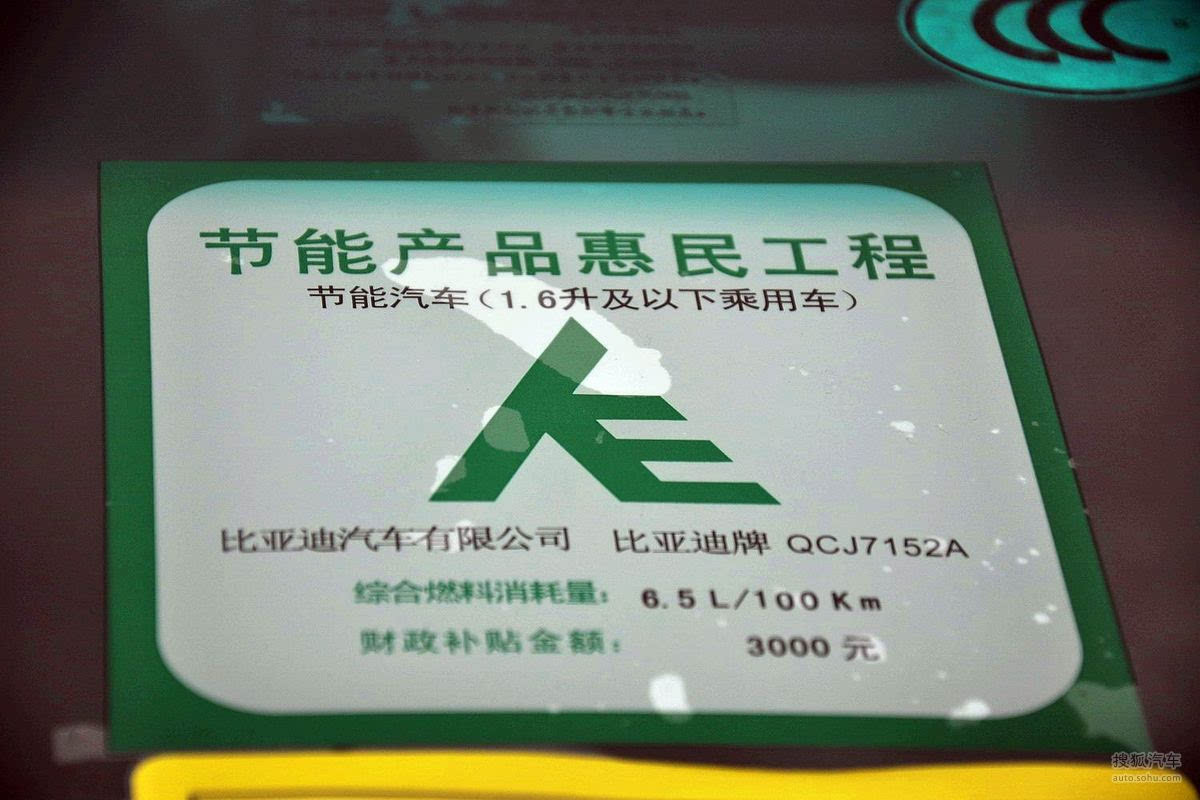 CCC
节能产品惠民工程
节能汽车(1.6升及以下乘用车)
比亚迪汽车有限公司 比亚迪牌 QCJ7152A
综合燃料消耗量: 6.5 L/100 Km
财政补贴金额: 3000 元
搜狐汽车
auto.sohu.com